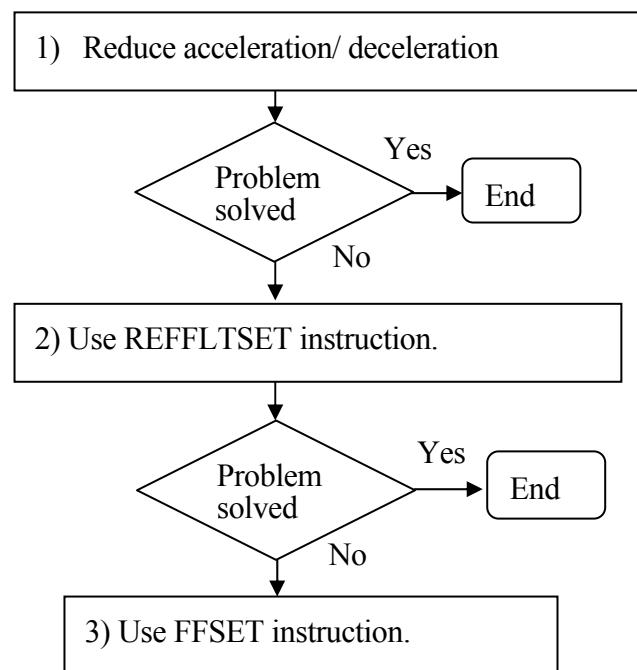 1) Reduce acceleration/ deceleration
Yes
Problem
solved
End
No
2) Use REFFLTSET instruction.
Yes
Problem
solved
End
No
3) Use FFSET instruction.